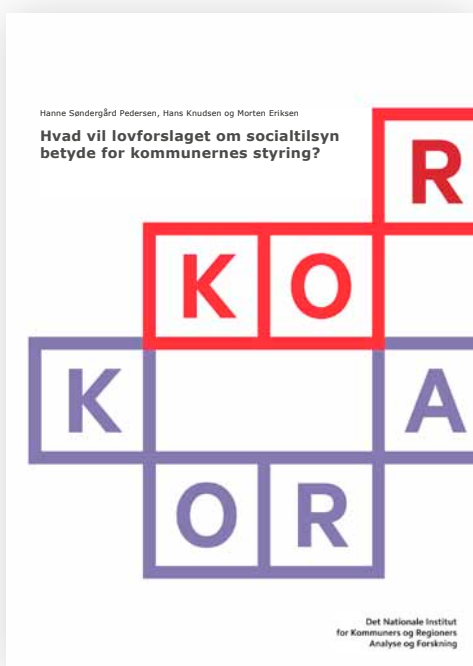 Hanne Søndergård Pedersen, Hans Knudsen og Morten Eriksen
Hvad vil lovforslaget om socialtilsyn
betyde for kommunernes styring?
R
K O
K A
O R
Det Nationale Institut
for Kommuners og Regioners
Analyse og Forskning